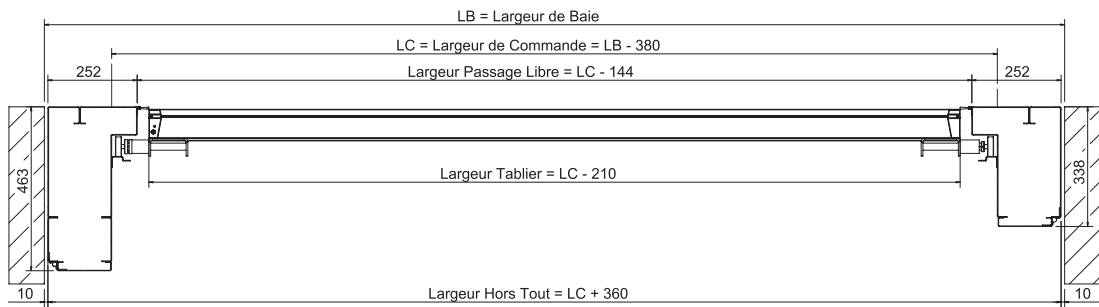 LB = Largeur de Baie
LC = Largeur de Commande = LB - 380
252
Largeur Passage Libre = LC - 144
252
463
Largeur Tablier = LC - 210
338
10
Largeur Hors Tout = LC + 360
10